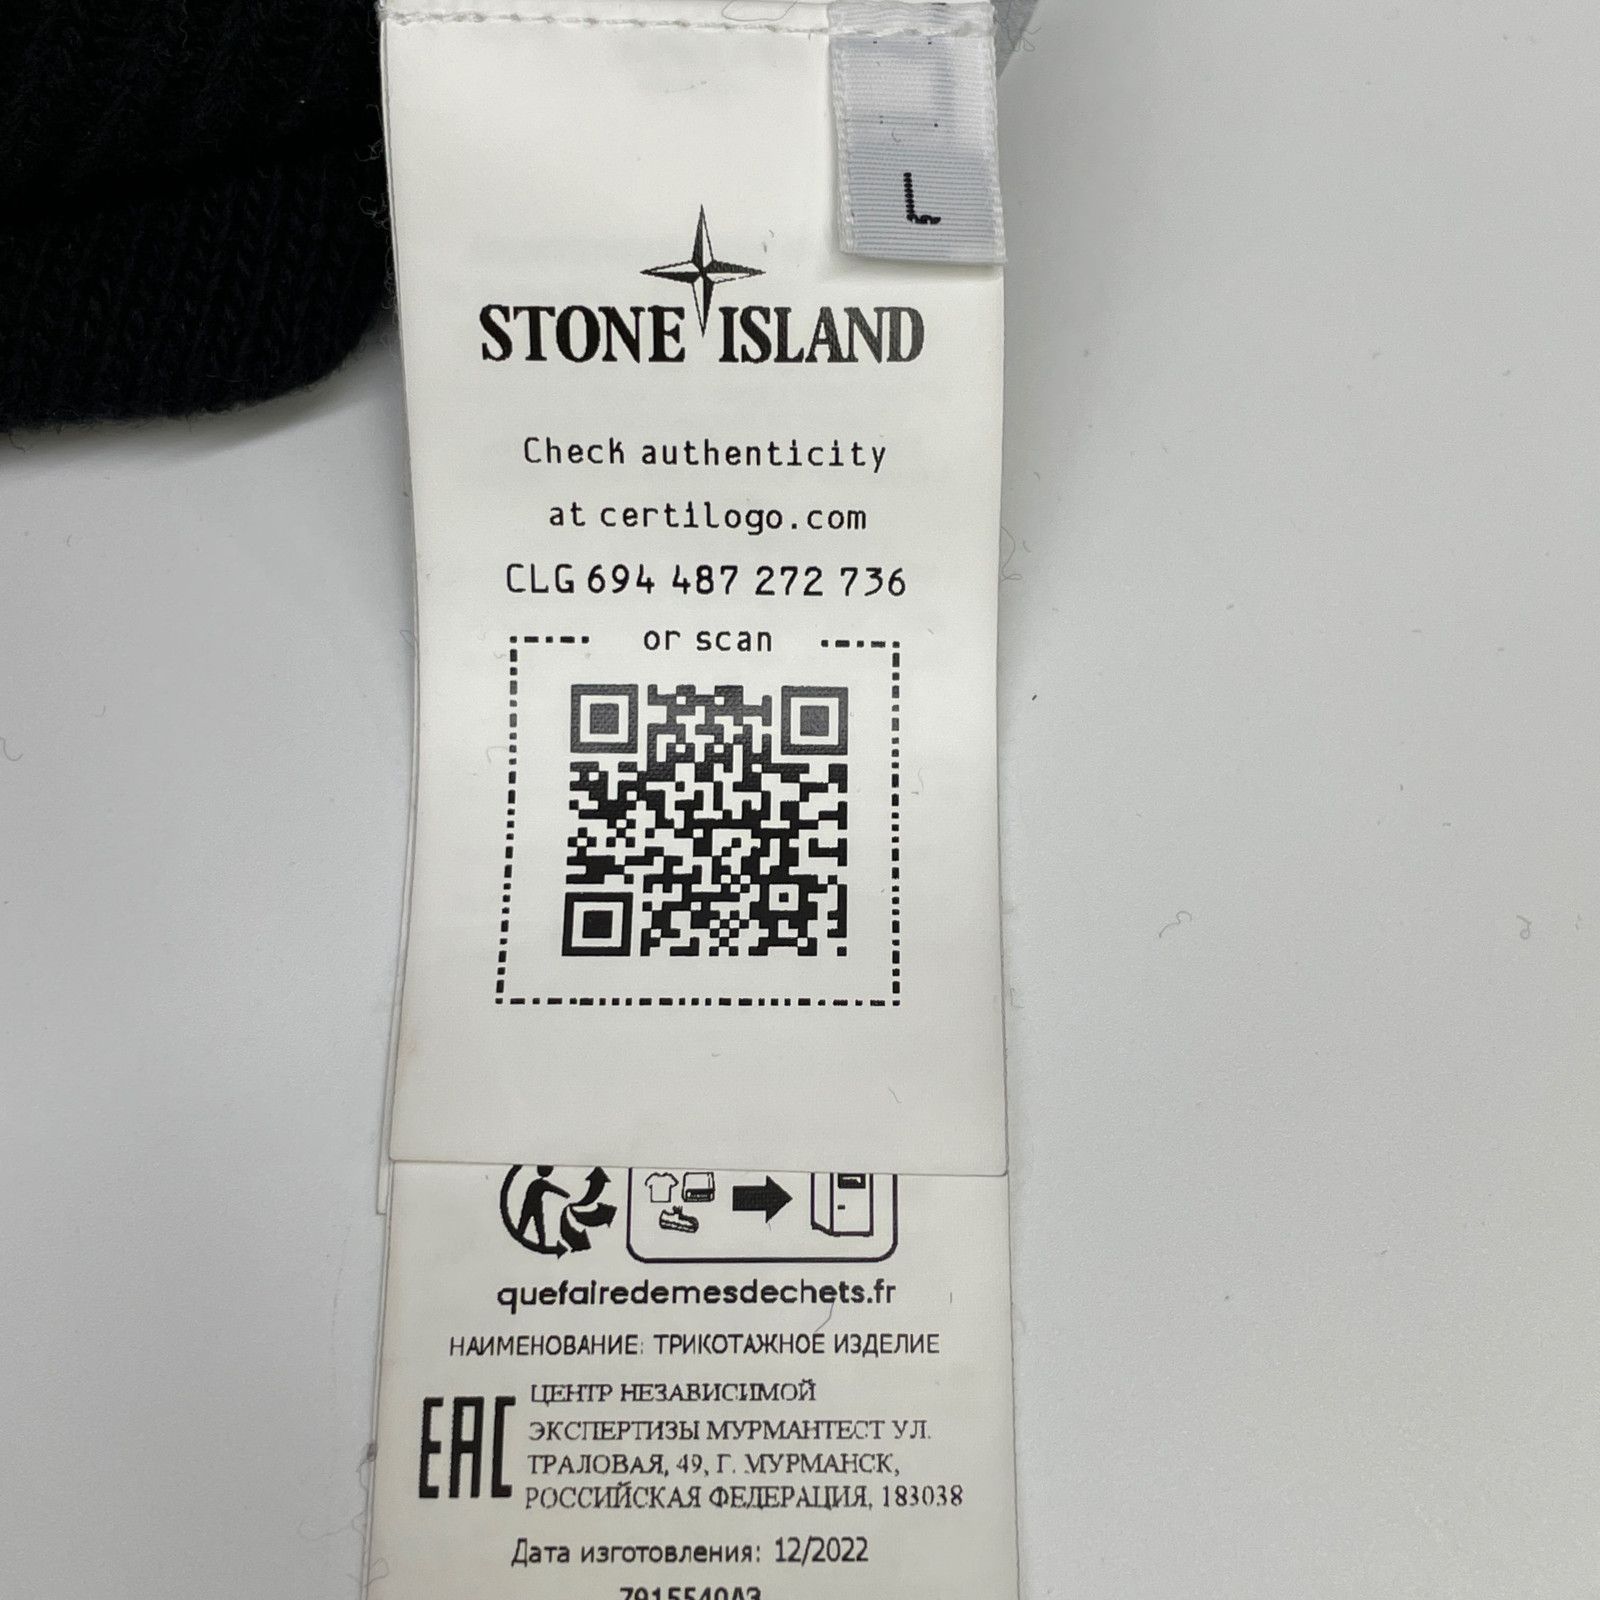 L
STONE ISLAND
Check authenticity
at certilogo.com
CLG 694 487 272 736
or scan
quefairedemesdechets.fr
НАИМЕНОВАНИЕ: ТРИКОТАЖНОЕ ИЗДЕЛИЕ
EAC
ЦЕНТР НЕЗАВИСИМОЙ
ЭКСПЕРТИЗЫ МУРМАНТЕСТ УЛ.
ТРАЛОВАЯ, 49, Г. МУРМАНСК,
РОССИЙСКАЯ ФЕДЕРАЦИЯ, 183038
Дата изготовления: 12/2022